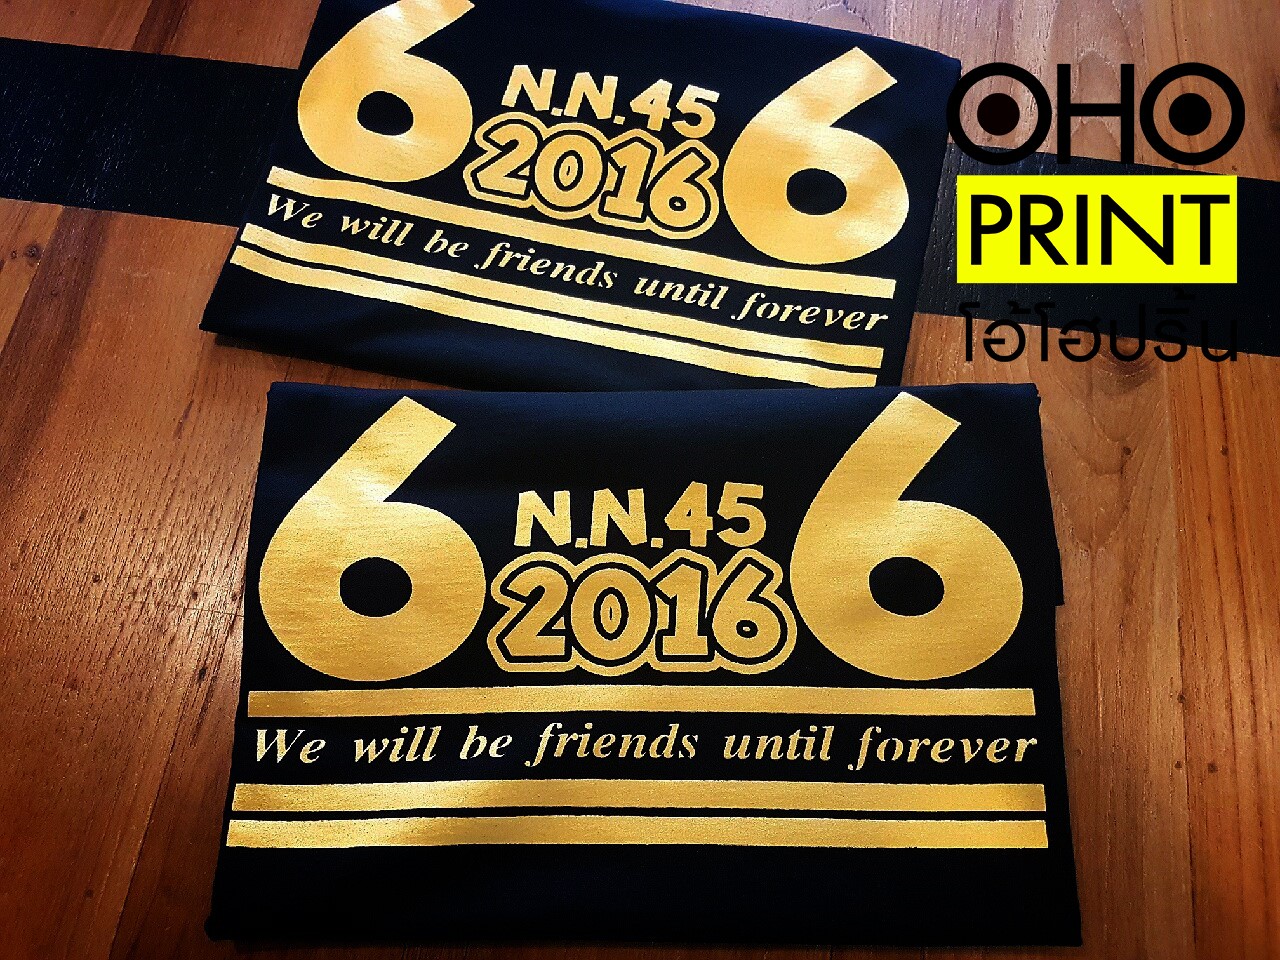 6 N.N.45 6
2016
We will be friends until forever
OHO
PRINT
โอ้โฮปริ้น
6 N.N.45 6
2016
We will be friends until forever